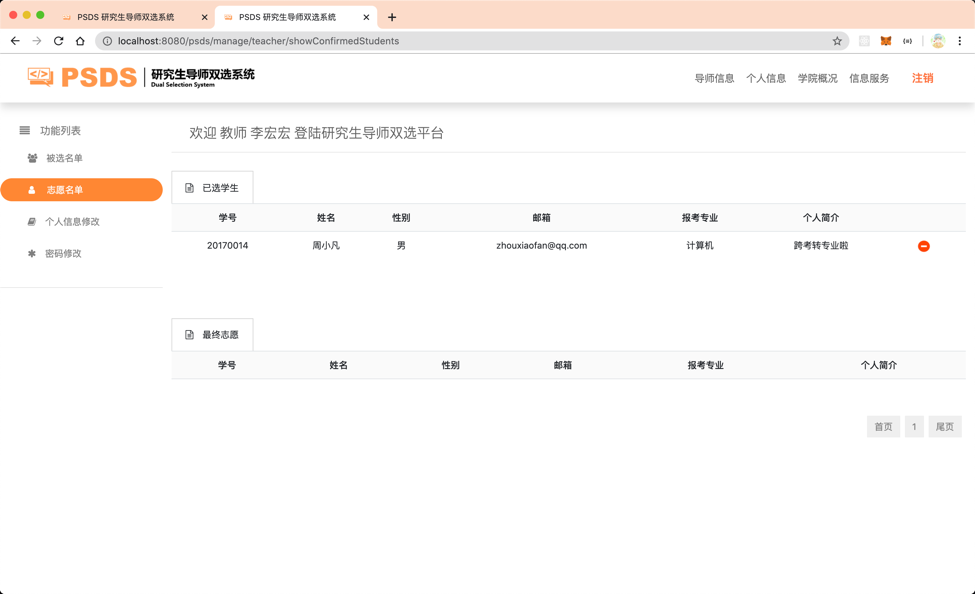 PSDS 研究生导师双选系统
PSDS 研究生导师双选系统
localhost:8080/psds/manage/teacher/showConfirmedStudents
PSDS 研究生导师双选系统
Dual Selection System
导师信息 个人信息 学院概况 信息服务 注销
功能列表
被选名单
志愿名单
个人信息修改
密码修改
欢迎 教师 李宏宏 登陆研究生导师双选平台
已选学生
学号 姓名 性别 邮箱 报考专业 个人简介
20170014 周小凡 男 zhouxiaofan@qq.com 计算机 跨考转专业啦
最终志愿
学号 姓名 性别 邮箱 报考专业 个人简介
首页 1 尾页